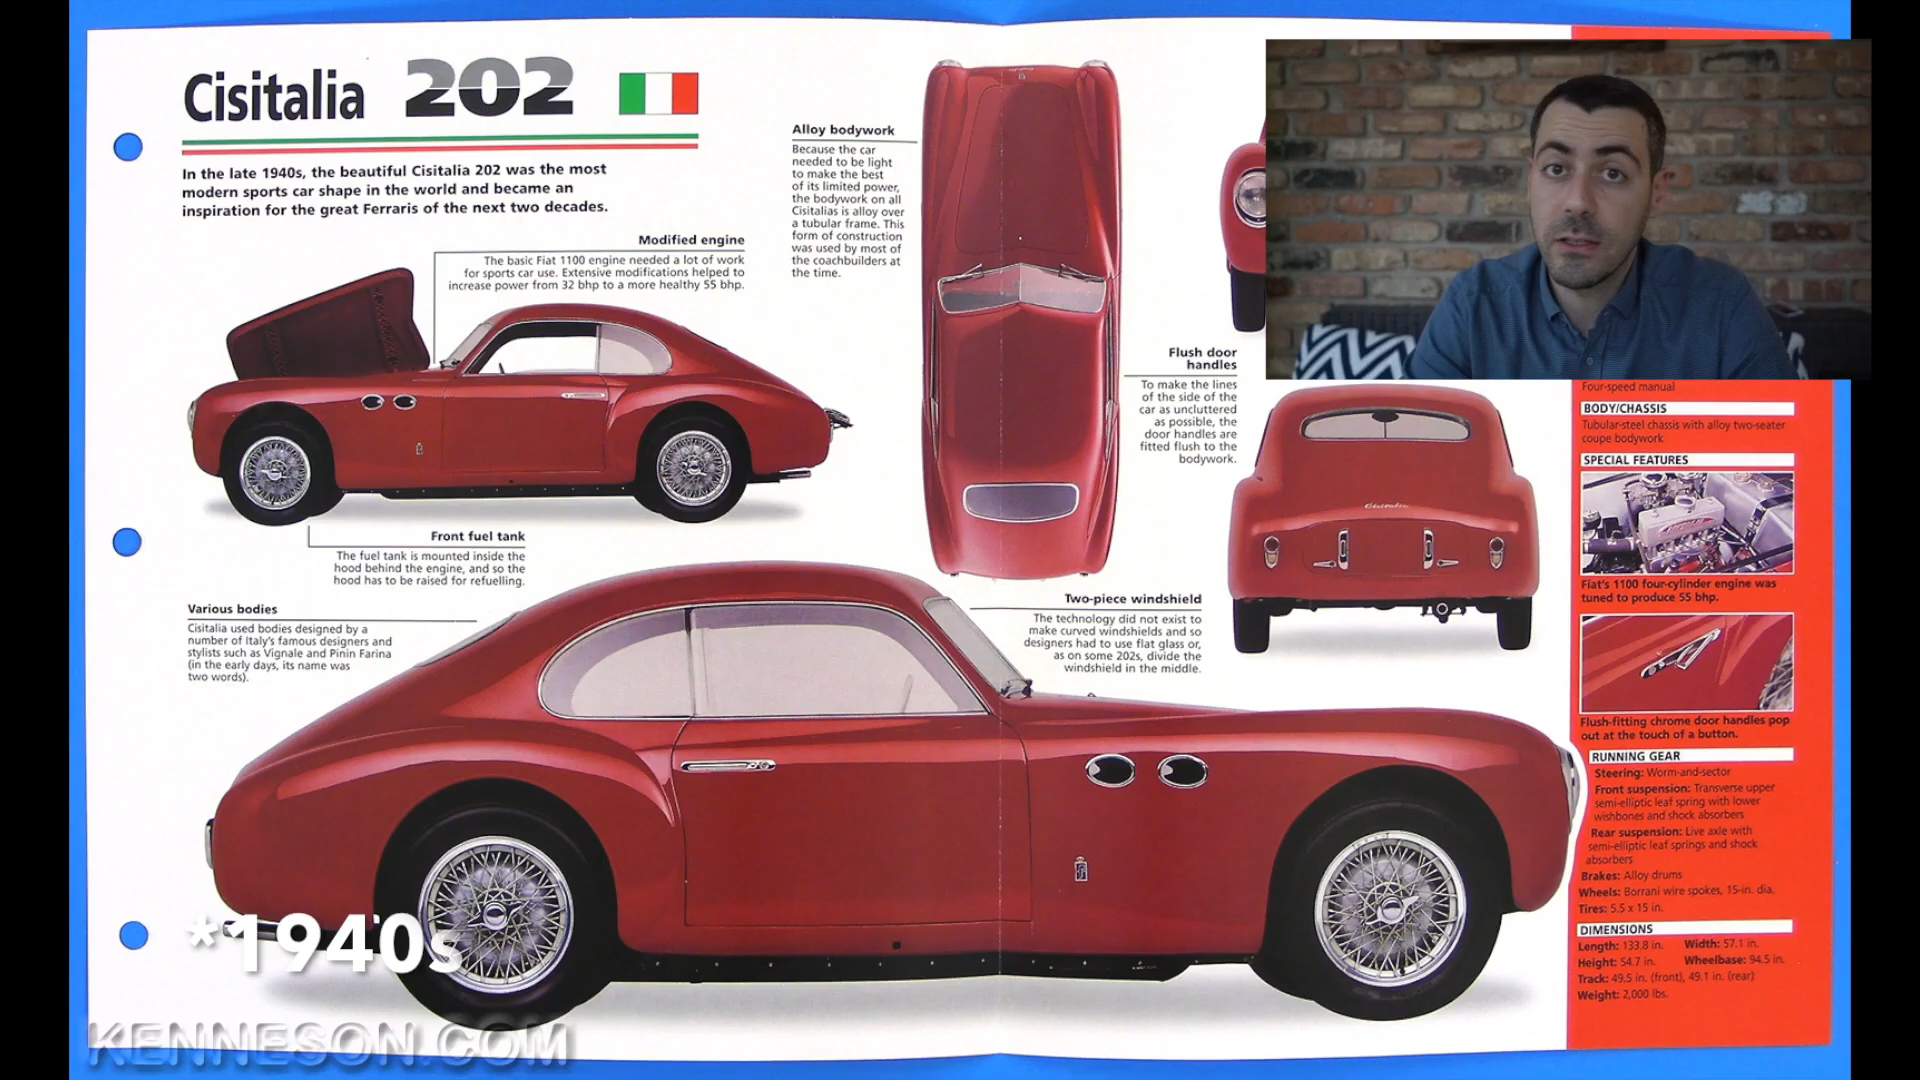 Cisitalia 202
In the late 1940s, the beautiful Cisitalia 202 was the most
modern sports car shape in the world and became an
inspiration for the great Ferraris of the next two decades.
Modified engine
The basic Fiat 1100 engine needed a lot of work
for sports car use. Extensive modifications helped to
increase power from 32 bhp to a more healthy 55 bhp.
Alloy bodywork
Because the car
needed to be light
to make the best
of its limited power,
the bodywork on all
Cisitalias is alloy over
a tubular frame. This
form of construction
was used by most of
the coachbuilders at
the time.
Flush door
handles
To make the lines
of the side of the
car as uncluttered
as possible, the
door handles are
fitted flush to the
bodywork.
Front fuel tank
The fuel tank is mounted inside the
hood behind the engine, and so the
hood has to be raised for refuelling.
Various bodies
Cisitalia used bodies designed by a
number of Italy's famous designers and
stylists such as Vignale and Pinin Farina
(in the early days, its name was
two words).
Two-piece windshield
The technology did not exist to
make curved windshields and so
designers had to use flat glass or,
as on some 202s, divide the
windshield in the middle.
Cisitalia
Four-speed manual
BODY/CHASSIS
Tubular-steel chassis with alloy two-seater
coupe bodywork
SPECIAL FEATURES
Fiat's 1100 four-cylinder engine was
tuned to produce 55 bhp.
Flush-fitting chrome door handles pop
out at the touch of a button.
RUNNING GEAR
Steering: Worm-and-sector
Front suspension: Transverse upper
semi-elliptic leaf spring with lower
wishbones and shock absorbers
Rear suspension: Live axle with
semi-elliptic leaf springs and shock
absorbers
Brakes: Alloy drums
Wheels: Borrani wire spokes, 15-in. dia.
Tires: 5.5 x 15 in.
DIMENSIONS
Length: 133.8 in. Width: 57.1 in.
Height: 54.7 in. Wheelbase: 94.5 in.
Track: 49.5 in. (front), 49.1 in. (rear)
Weight: 2,000 lbs.
*1940s
KENNESON.COM